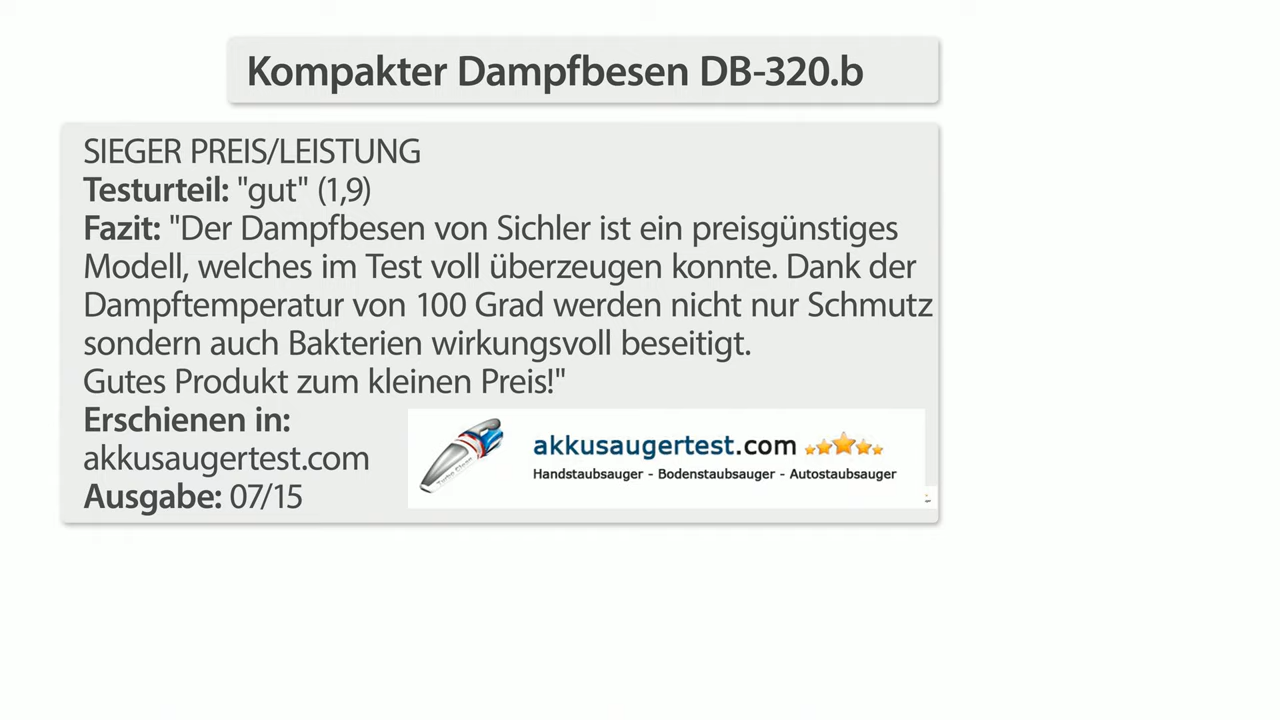 Kompakter Dampfbesen DB-320.b
SIEGER PREIS/LEISTUNG
Testurteil: "gut" (1,9)
Fazit: "Der Dampfbesen von Sichler ist ein preisgünstiges
Modell, welches im Test voll überzeugen konnte. Dank der
Dampftemperatur von 100 Grad werden nicht nur Schmutz
sondern auch Bakterien wirkungsvoll beseitigt.
Gutes Produkt zum kleinen Preis!"
Erschienen in:
akkusaugertest.com
Ausgabe: 07/15
akkusaugertest.com
Handstaubsauger - Bodenstaubsauger - Autostaubsauger